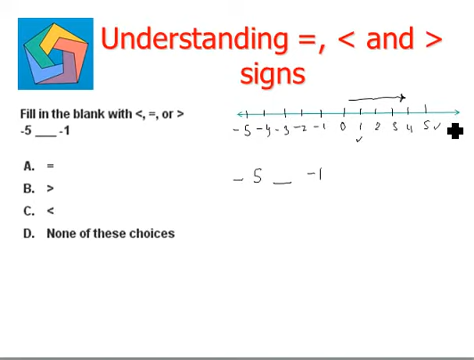 Understanding =, < and >
signs
Fill in the blank with <, =, or >
-5 ___ -1
A. =
B. >
C. <
D. None of these choices
-5 -4 -3 -2 -1 0 1 2 3 4 5
- 5 _ -1